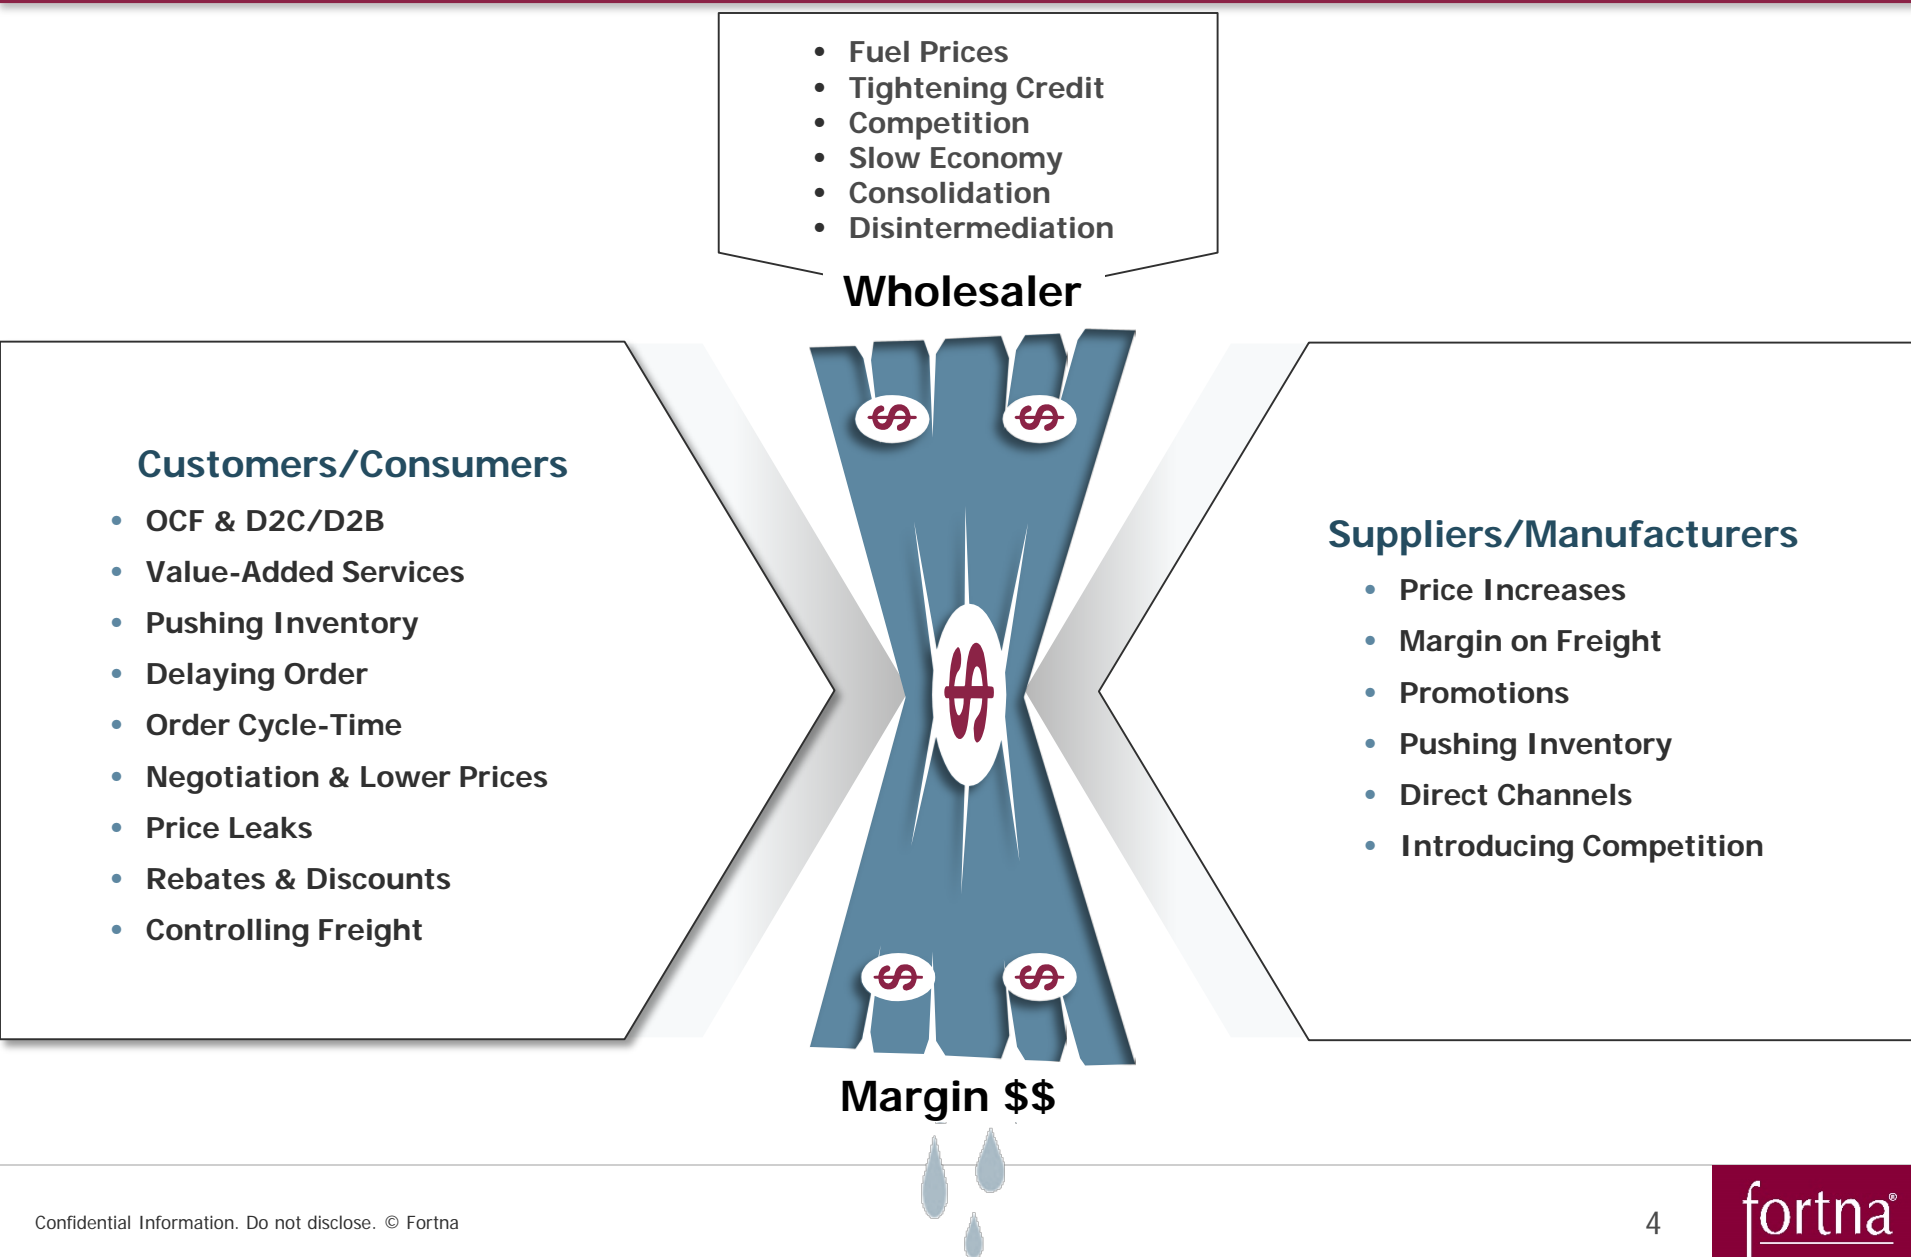 • Fuel Prices
• Tightening Credit
• Competition
• Slow Economy
• Consolidation
• Disintermediation
Wholesaler
Customers/Consumers
• OCF & D2C/D2B
• Value-Added Services
• Pushing Inventory
• Delaying Order
• Order Cycle-Time
• Negotiation & Lower Prices
• Price Leaks
• Rebates & Discounts
• Controlling Freight
$ $
$
$ $
Suppliers/Manufacturers
• Price Increases
• Margin on Freight
• Promotions
• Pushing Inventory
• Direct Channels
• Introducing Competition
Margin $$
Confidential Information. Do not disclose. © Fortna
4
fortna®